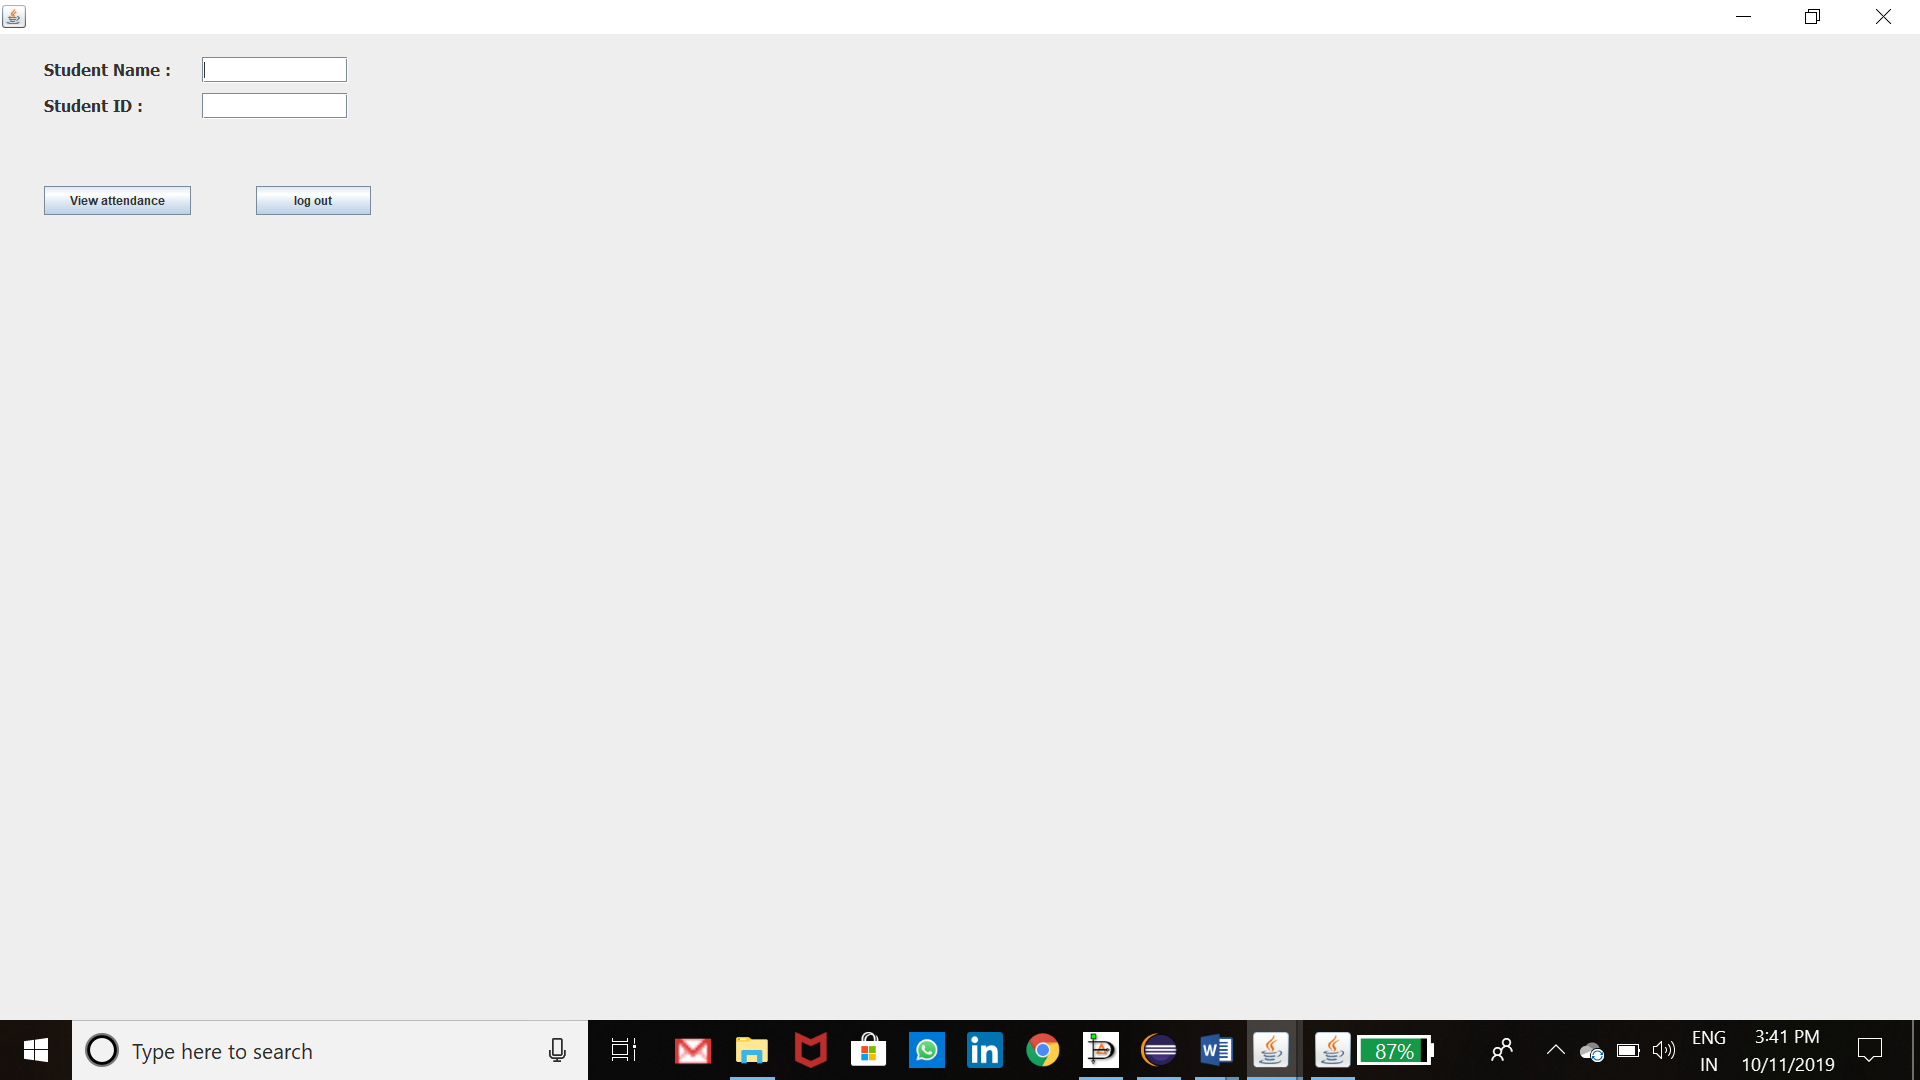 Student Name :
Student ID :
View attendance
log out
Type here to search
W
in
87%
ENG
IN
3:41 PM
10/11/2019